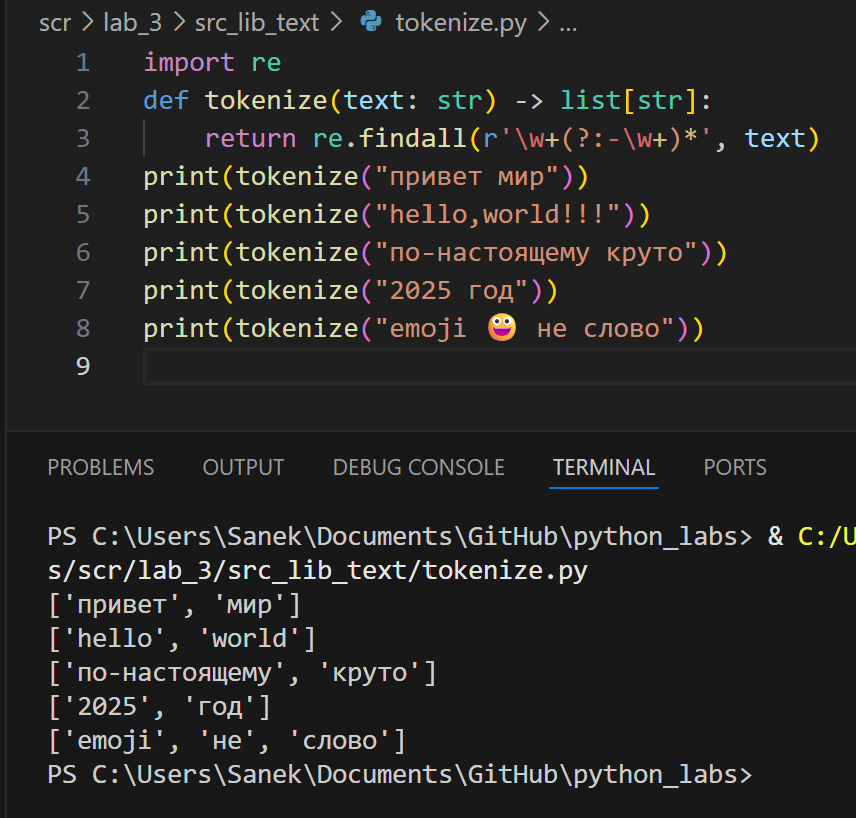 scr > lab_3 > src_lib_text > tokenize.py > ...
1 import re
2 def tokenize(text: str) -> list[str]:
3     return re.findall(r'\w+(?:-\w+)*', text)
4 print(tokenize("привет мир"))
5 print(tokenize("hello,world!!!"))
6 print(tokenize("по-настоящему круто"))
7 print(tokenize("2025 год"))
8 print(tokenize("emoji 😀 не слово"))
9
PROBLEMS OUTPUT DEBUG CONSOLE TERMINAL PORTS
PS C:\Users\Sanek\Documents\GitHub\python_labs> & C:/U
s/scr/lab_3/src_lib_text/tokenize.py
['привет', 'мир']
['hello', 'world']
['по-настоящему', 'круто']
['2025', 'год']
['emoji', 'не', 'слово']
PS C:\Users\Sanek\Documents\GitHub\python_labs>